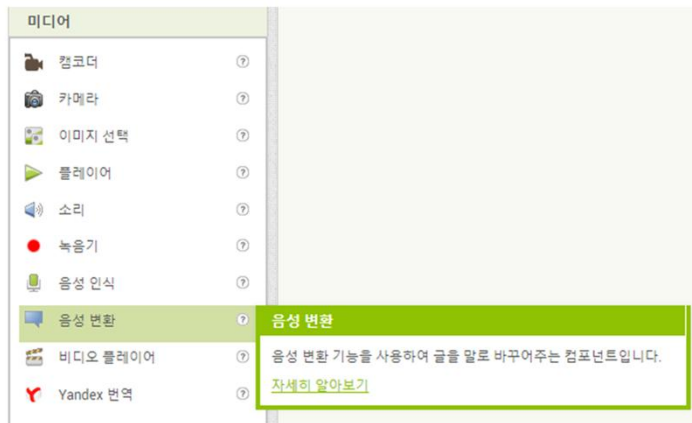 미디어
캠코더
카메라
이미지 선택
플레이어
소리
녹음기
음성 인식
음성 변환
음성 변환
비디오 플레이어
음성 변환 기능을 사용하여 글을 말로 바꾸어주는 컴포넌트입니다.
자세히 알아보기
Yandex 번역